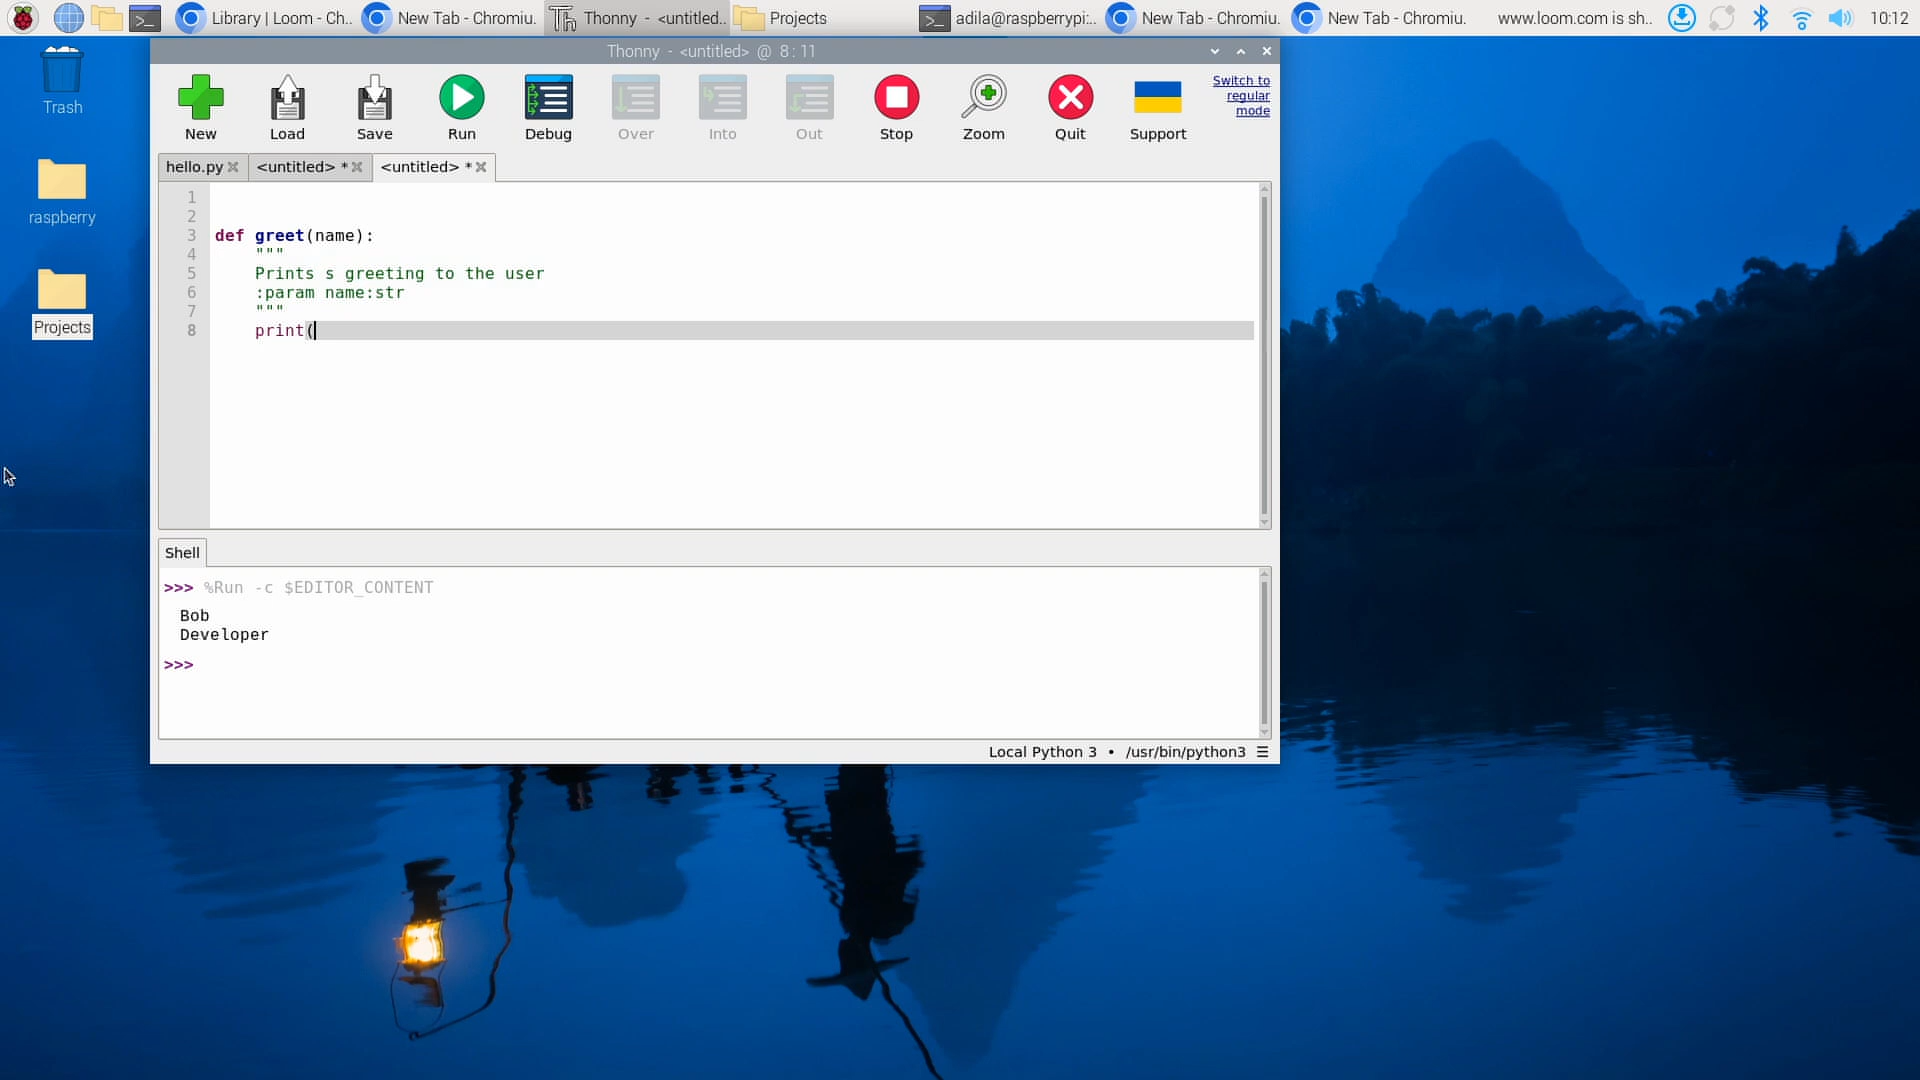 Library | Loom - Ch..
New Tab - Chromiu.
Thonny - <untitled..
Projects
adila@raspberrypi:..
New Tab - Chromiu.
New Tab - Chromiu.
www.loom.com is sh..
10:12
Trash
raspberry
Projects
Thonny - <untitled> @ 8:11
New
Load
Save
Run
Debug
Over
Into
Out
Stop
Zoom
Quit
Support
Switch to
regular
mode
hello.py
<untitled> *
<untitled> *
1
2
3 def greet(name):
4 """
5 Prints s greeting to the user
6 :param name:str
7 """
8 print(
Shell
>>> %Run -c $EDITOR_CONTENT
Bob
Developer
>>>
Local Python 3 • /usr/bin/python3 ☰